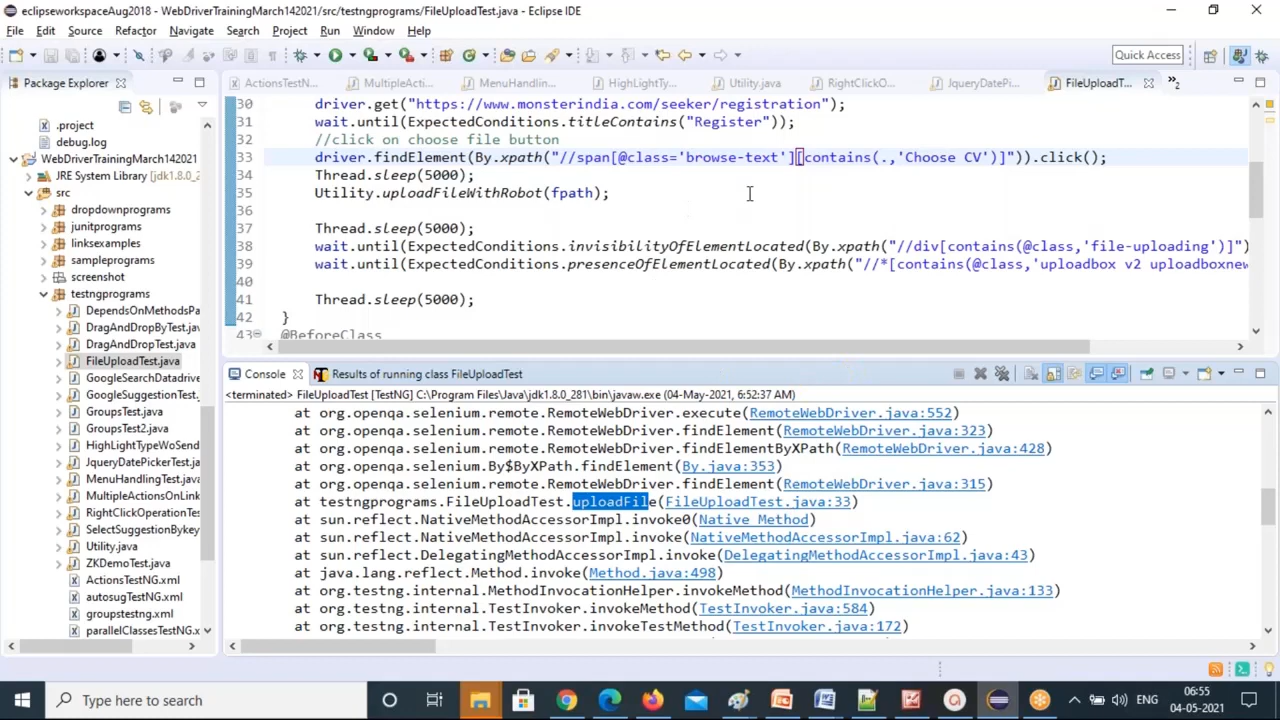 eclipseworkspaceAug2018 - WebDriverTrainingMarch142021/src/testngprograms/FileUploadTest.java - Eclipse IDE
File Edit Source Refactor Navigate Search Project Run Window Help
Quick Access
Package Explorer
ActionsTestN... MultipleActi... MenuHandlin... HighLightTy... Utility.java RightClickO... JqueryDatePi... FileUploadT... 2
.project
debug.log
WebDriverTrainingMarch142021
JRE System Library [jdk1.8.0_
src
dropdownprograms
junitprograms
linksexamples
sampleprograms
screenshot
testngprograms
DependsOnMethodsPa
DragAndDropByTest.jav
DragAndDropTest.java
FileUploadTest.java
GoogleSearchDatadrive
GoogleSuggestionTest.j
GroupsTest.java
GroupsTest2.java
HighLightTypeWoSend
JqueryDatePickerTest.ja
MenuHandlingTest.java
MultipleActionsOnLink
RightClickOperationTes
SelectSuggestionBykey
Utility.java
ZKDemoTest.java
ActionsTestNG.xml
autosugTestNG.xml
groupstestng.xml
parallelClassesTestNG.x
30 driver.get("https://www.monsterindia.com/seeker/registration");
31 wait.until(ExpectedConditions.titleContains("Register"));
32 //click on choose file button
33 driver.findElement(By.xpath("//span[@class='browse-text'][contains(.,'Choose CV')]")).click();
34 Thread.sleep(5000);
35 Utility.uploadFileWithRobot(fpath);
36
37 Thread.sleep(5000);
38 wait.until(ExpectedConditions.invisibilityOfElementLocated(By.xpath("//div[contains(@class,'file-uploading')]")
39 wait.until(ExpectedConditions.presenceOfElementLocated(By.xpath("//*[contains(@class,'uploadbox v2 uploadboxnew
40
41 Thread.sleep(5000);
42 }
43 @BeforeClass
Console Results of running class FileUploadTest
<terminated> FileUploadTest [TestNG] C:\Program Files\Java\jdk1.8.0_281\bin\javaw.exe (04-May-2021, 6:52:37 AM)
at org.openqa.selenium.remote.RemoteWebDriver.execute(RemoteWebDriver.java:552)
at org.openqa.selenium.remote.RemoteWebDriver.findElement(RemoteWebDriver.java:323)
at org.openqa.selenium.remote.RemoteWebDriver.findElementByXPath(RemoteWebDriver.java:428)
at org.openqa.selenium.By$ByXPath.findElement(By.java:353)
at org.openqa.selenium.remote.RemoteWebDriver.findElement(RemoteWebDriver.java:315)
at testngprograms.FileUploadTest.uploadFile(FileUploadTest.java:33)
at sun.reflect.NativeMethodAccessorImpl.invoke0(Native Method)
at sun.reflect.NativeMethodAccessorImpl.invoke(NativeMethodAccessorImpl.java:62)
at sun.reflect.DelegatingMethodAccessorImpl.invoke(DelegatingMethodAccessorImpl.java:43)
at java.lang.reflect.Method.invoke(Method.java:498)
at org.testng.internal.MethodInvocationHelper.invokeMethod(MethodInvocationHelper.java:133)
at org.testng.internal.TestInvoker.invokeMethod(TestInvoker.java:584)
at org.testng.internal.TestInvoker.invokeTestMethod(TestInvoker.java:172)
Type here to search
ENG
06:55
04-05-2021